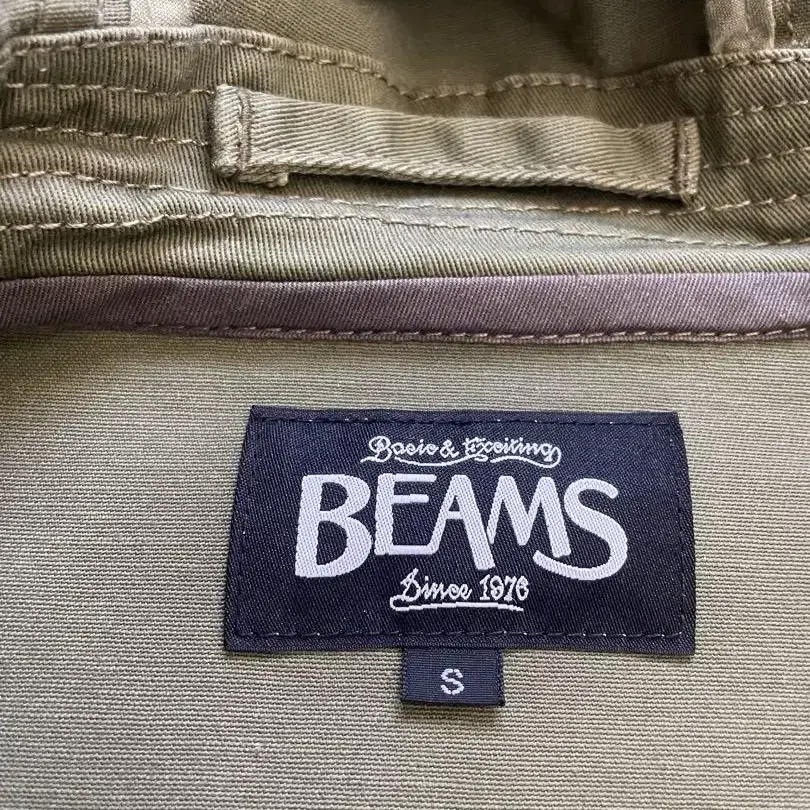 Basic & Exciting
BEAMS
Since 1976
S